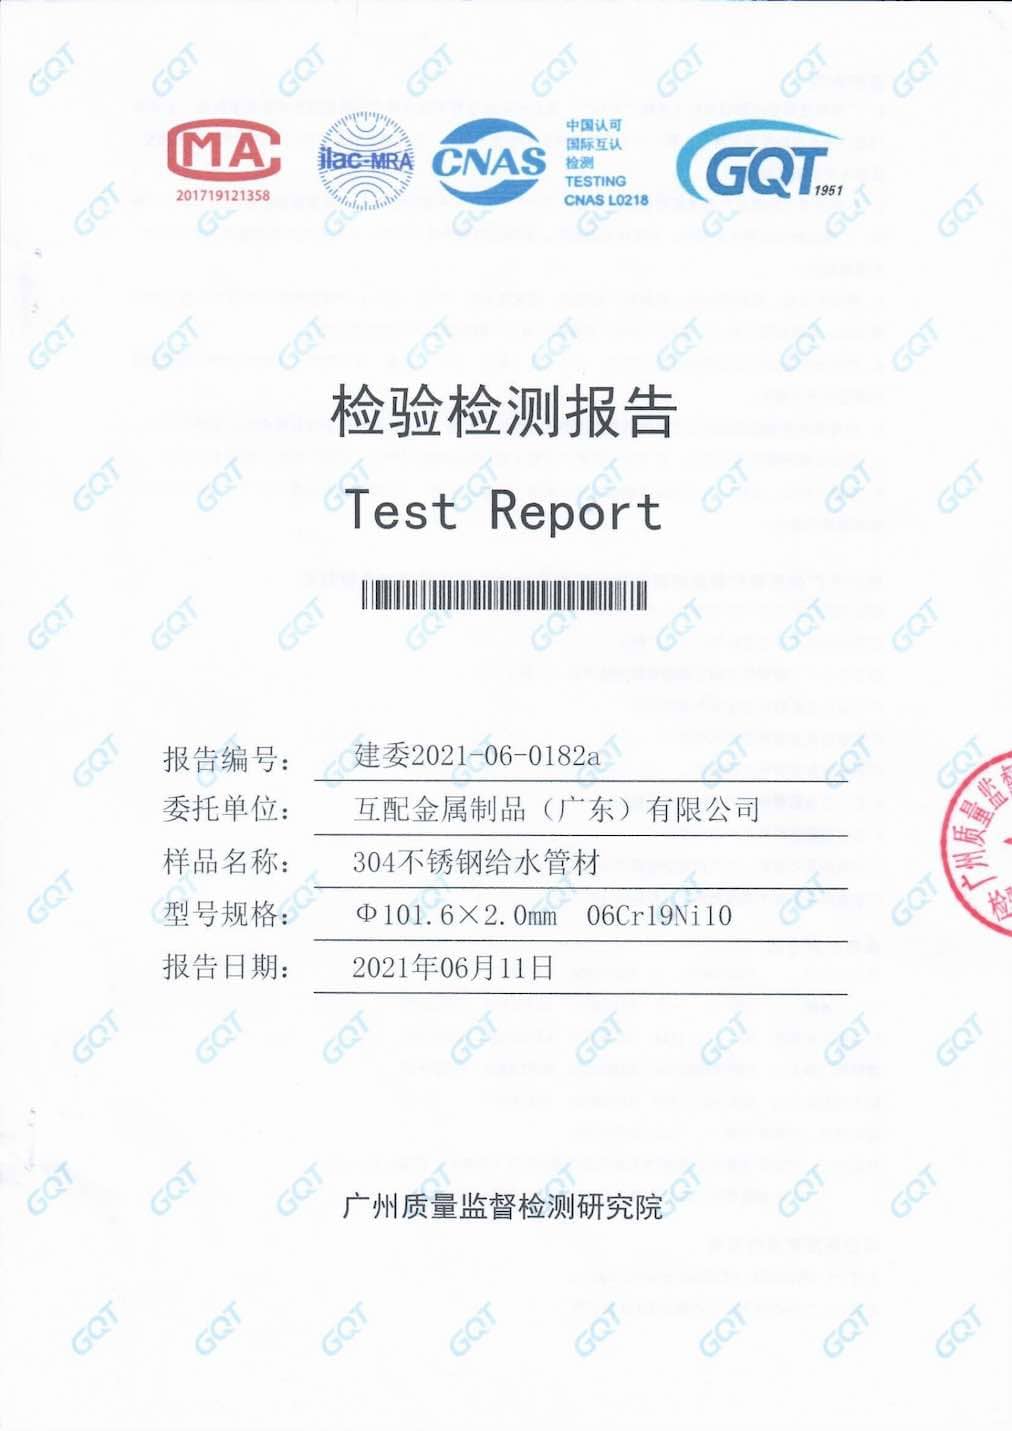 MA
201719121358
ilac-MRA
CNAS
中国认可
国际互认
检测
TESTING
CNAS L0218
GQT 1951
检验检测报告
Test Report
报告编号: 建委2021-06-0182a
委托单位: 互配金属制品（广东）有限公司
样品名称: 304不锈钢给水管材
型号规格: Φ101.6×2.0mm 06Cr19Ni10
报告日期: 2021年06月11日
广州质量监督
检验
广州质量监督检测研究院